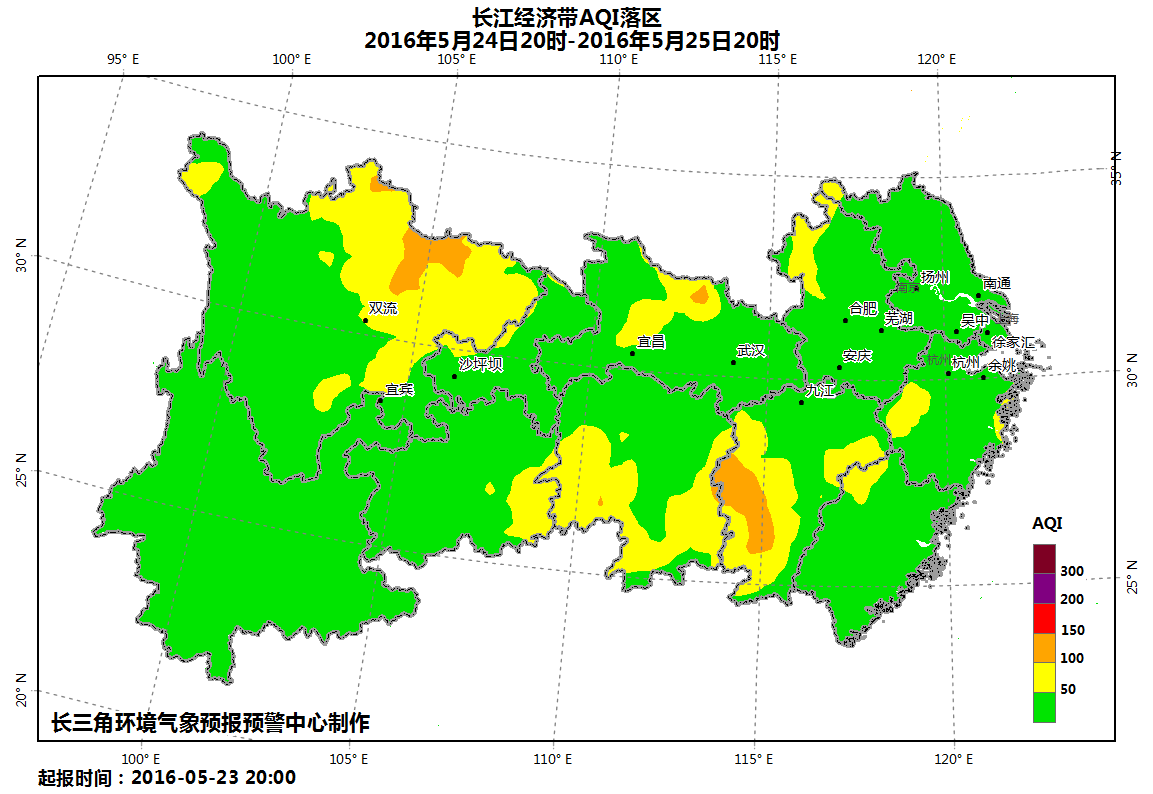 长江经济带AQI落区
2016年5月24日20时-2016年5月25日20时
95° E
100° E
105° E
110° E
115° E
120° E
35° N
30° N
扬州
南通
双流
合肥
芜湖
吴中
宜昌
徐家汇
武汉
安庆
杭州
杭州
余姚
沙坪坝
30° N
宜宾
九江
25° N
AQI
300
200
150
100
50
25° N
20° N
长三角环境气象预报预警中心制作
100° E
105° E
110° E
115° E
120° E
起报时间：2016-05-23 20:00